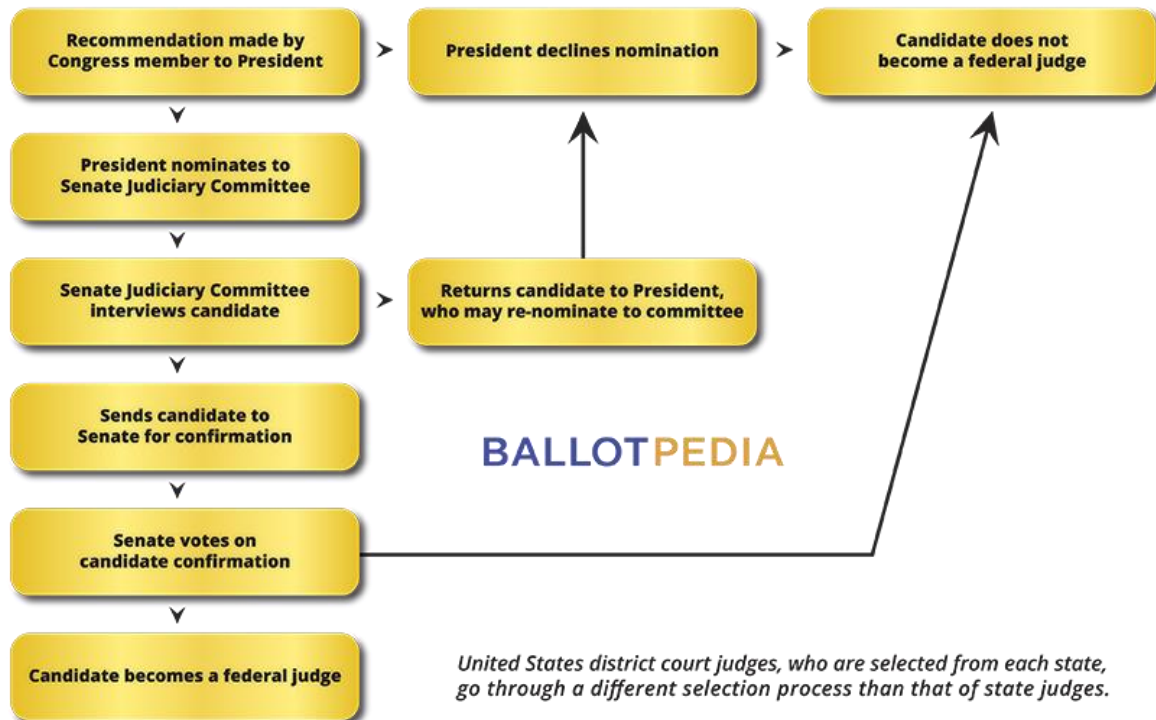 Recommendation made by
Congress member to President
President declines nomination
Candidate does not
become a federal judge
President nominates to
Senate Judiciary Committee
Senate Judiciary Committee
interviews candidate
Returns candidate to President,
who may re-nominate to committee
Sends candidate to
Senate for confirmation
BALLOTPEDIA
Senate votes on
candidate confirmation
Candidate becomes a federal judge
United States district court judges, who are selected from each state,
go through a different selection process than that of state judges.